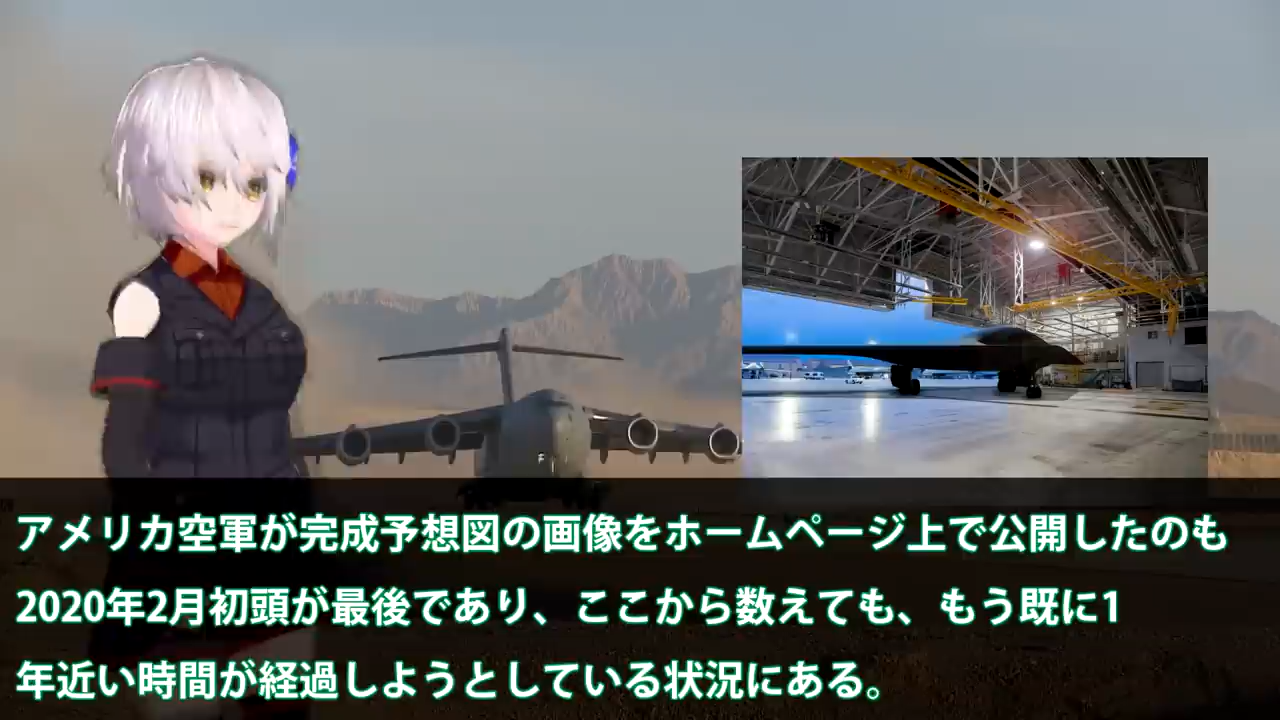 アメリカ空軍が完成予想図の画像をホームページ上で公開したのも
2020年2月初頭が最後であり、ここから数えても、もう既に1
年近い時間が経過しようとしている状況にある。